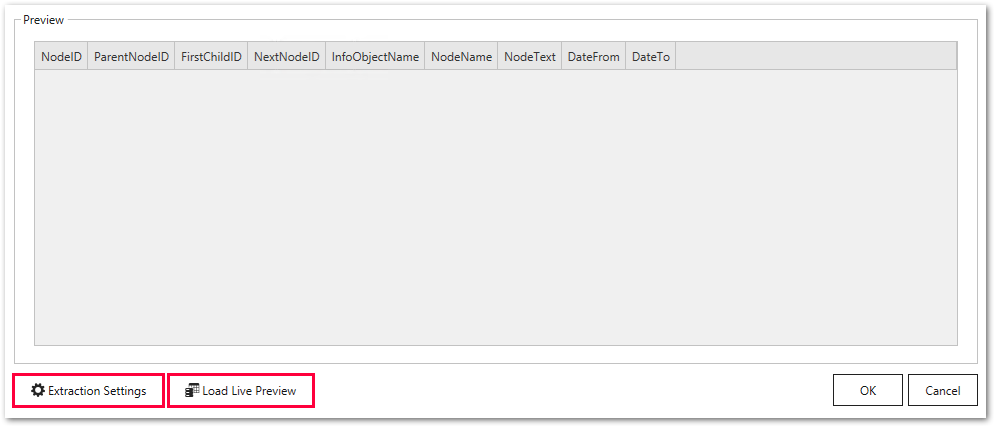 Preview
NodeID ParentNodeID FirstChildID NextNodeID InfoObjectName NodeName NodeText DateFrom DateTo
Extraction Settings Load Live Preview OK Cancel